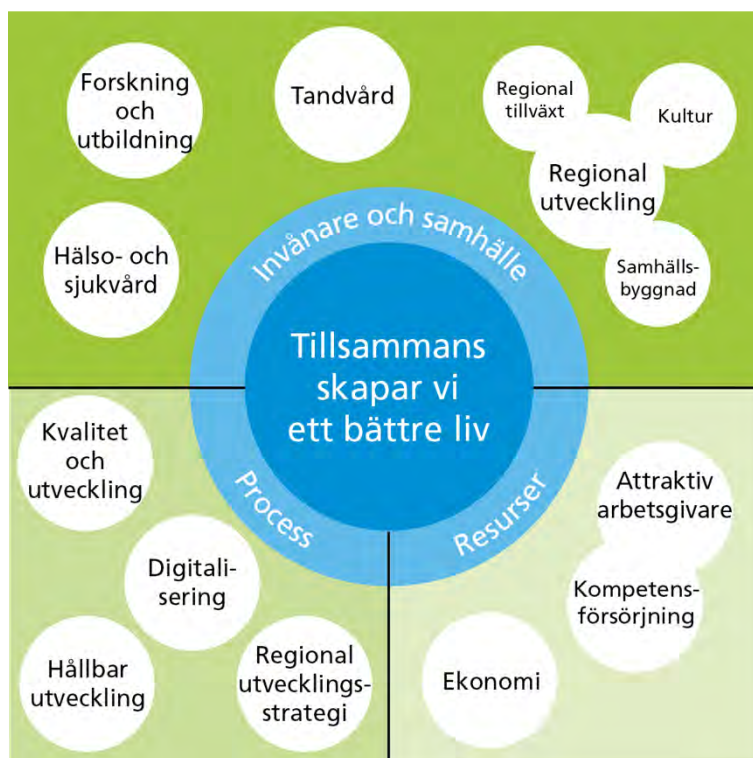 Forskning
och
utbildning
Tandvård
Regional
tillväxt
Kultur
Regional
utveckling
Hälso- och
sjukvård
Samhälls-
byggnad
Invånare och samhälle
Tillsammans
skapar vi
ett bättre liv
Process
Resurser
Kvalitet
och
utveckling
Digitali-
sering
Hållbar
utveckling
Regional
utvecklings-
strategi
Attraktiv
arbetsgivare
Kompetens-
försörjning
Ekonomi